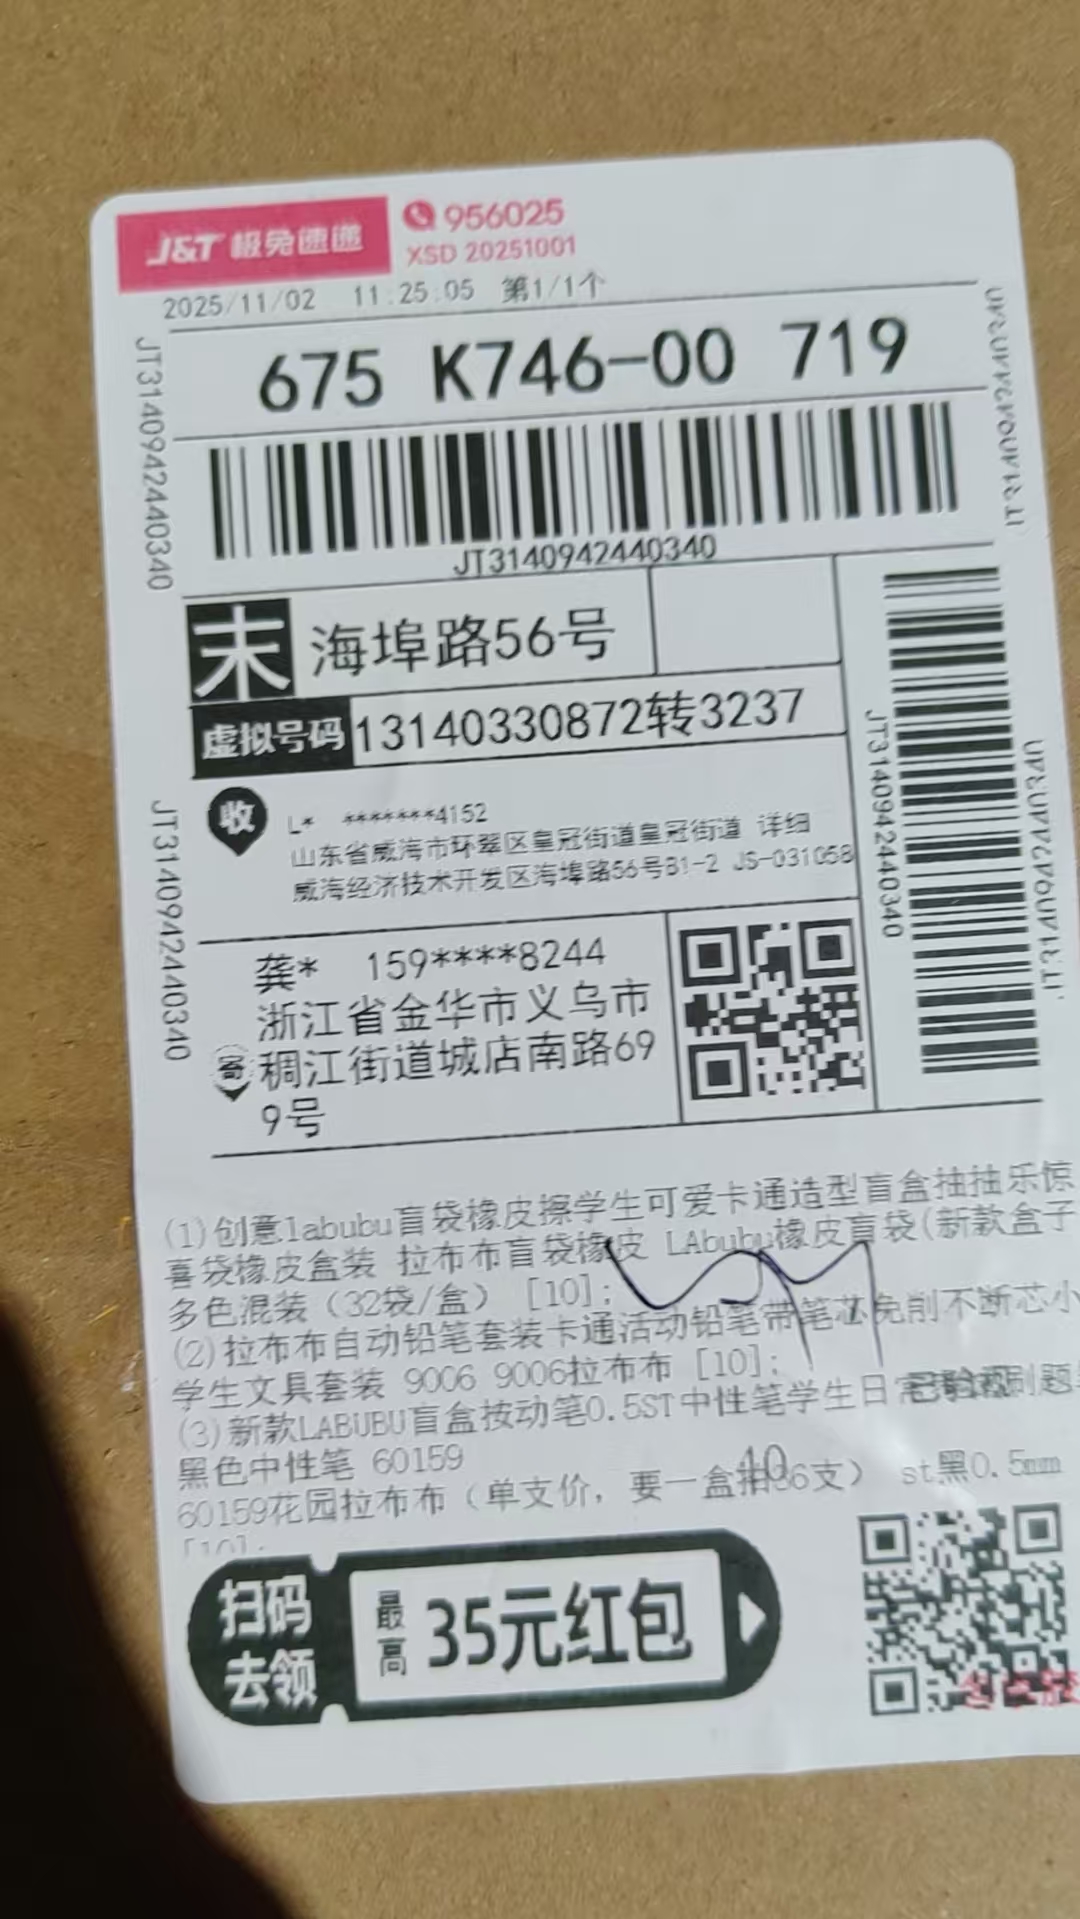 J&T 极兔速递
956025
XSD 20251001
2025/11/02 11:25:05 第1/1个
675 K746-00 719
JT3140942440340
JT3140942440340
JT3140942440340
末 海埠路56号
虚拟号码 13140330872转3237
收 L* *******4152
山东省威海市环翠区皇冠街道皇冠街道 详细
威海经济技术开发区海埠路56号B1-2 JS-031058
JT3140942440340
JT3140942440340
JT3140942440340
龚* 159****8244
浙江省金华市义乌市
寄 稠江街道城店南路69
9号
(1)创意labubu盲袋橡皮擦学生可爱卡通造型盲盒抽抽乐惊
喜袋橡皮盒装 拉布布盲袋橡皮 LAbubu橡皮盲袋(新款盒子
多色混装（32袋/盒） [10];
(2)拉布布自动铅笔套装卡通活动铅笔带笔芯免削不断芯小
学生文具套装 9006 9006拉布布 [10];
(3)新款LABUBU盲盒按动笔0.5ST中性笔学生日常 刷题
黑色中性笔 60159
60159花园拉布布（单支价，要一盒拍36支） st黑0.5mm
40
[10];
扫码去领
最高 35元红包